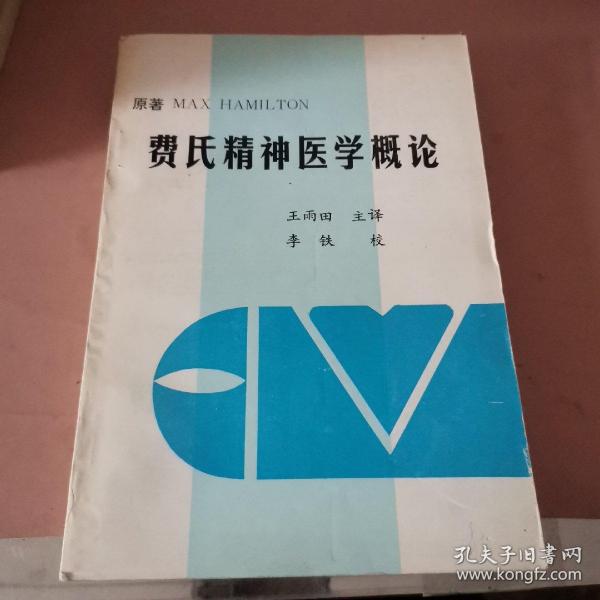 原著 MAX HAMILTON
费氏精神医学概论
王雨田 主译
李铁 校
孔夫子旧書网
www.kongfz.com